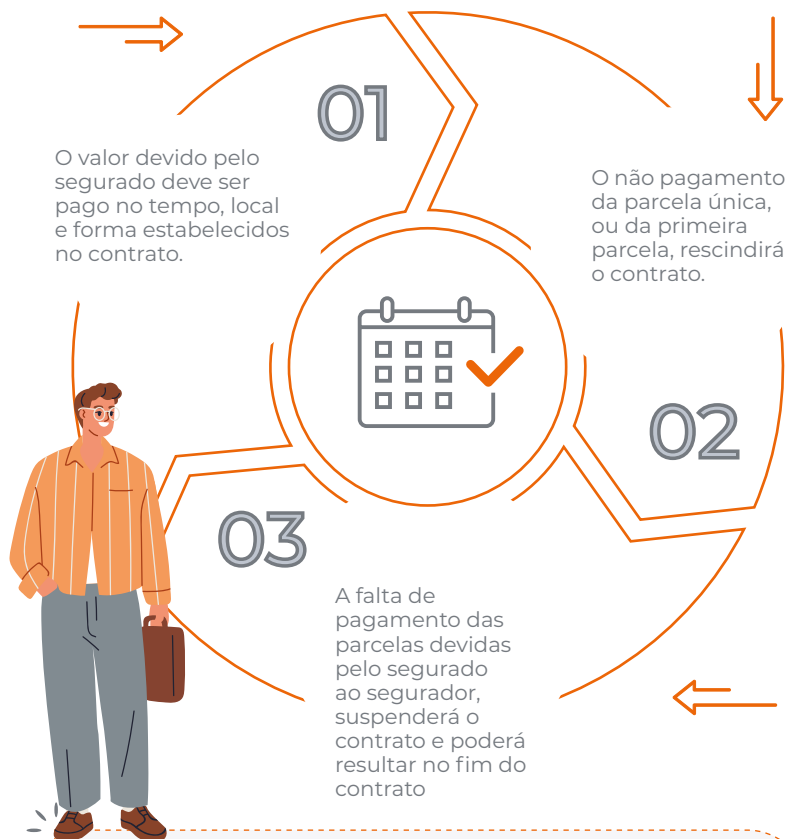 01
O valor devido pelo
segurado deve ser
pago no tempo, local
e forma estabelecidos
no contrato.
O não pagamento
da parcela única,
ou da primeira
parcela, rescindirá
o contrato.
02
03
A falta de
pagamento das
parcelas devidas
pelo segurado
ao segurador,
suspenderá o
contrato e poderá
resultar no fim do
contrato